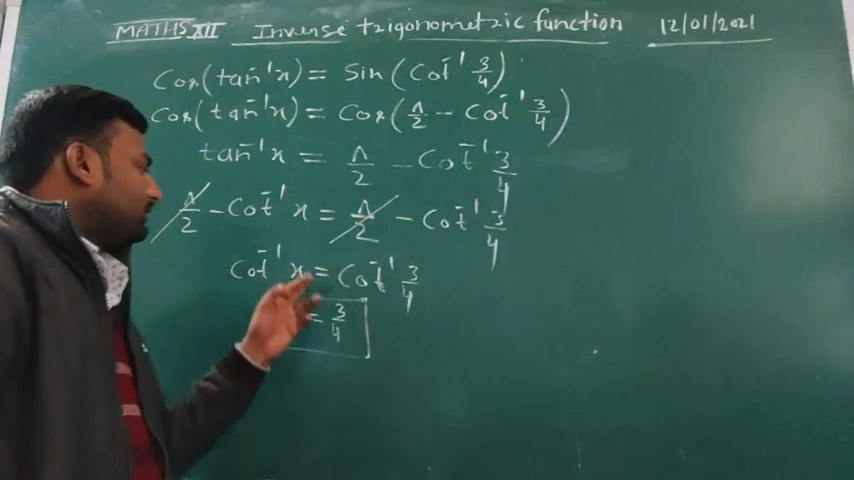 MATHS XII Inverse trigonometric function 12/01/2021
Cos(tan⁻¹x) = Sin(Cot⁻¹ 3/4)
Cos(tan⁻¹x) = Cos(π/2 − Cot⁻¹ 3/4)
tan⁻¹x = π/2 − Cot⁻¹ 3/4
π/2 − Cot⁻¹x = π/2 − Cot⁻¹ 3/4
Cot⁻¹x = Cot⁻¹ 3/4
= 3/4